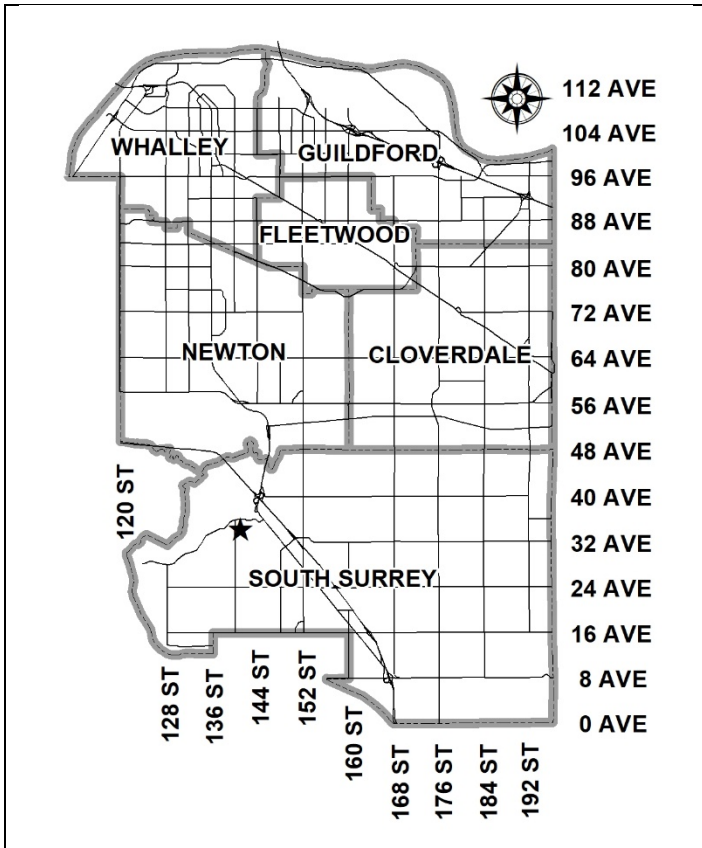 112 AVE
104 AVE
WHALLEY
GUILDFORD
96 AVE
88 AVE
FLEETWOOD
80 AVE
72 AVE
NEWTON
CLOVERDALE
64 AVE
56 AVE
48 AVE
120 ST
40 AVE
32 AVE
SOUTH SURREY
24 AVE
16 AVE
8 AVE
0 AVE
128 ST
136 ST
144 ST
152 ST
160 ST
168 ST
176 ST
184 ST
192 ST